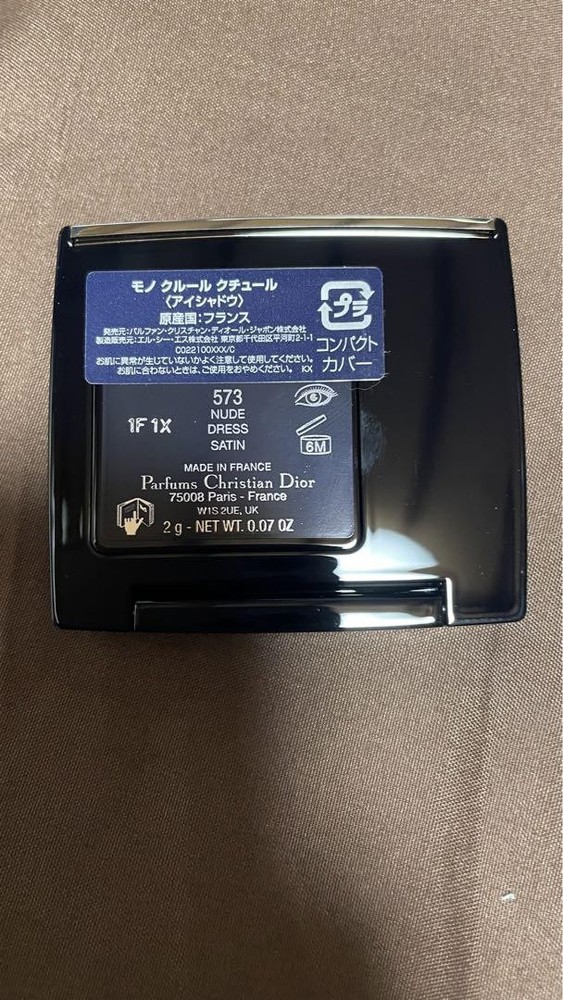 モノ クルール クチュール
〈アイシャドウ〉
原産国：フランス
発売元：パルファン・クリスチャン・ディオール・ジャポン株式会社
製造販売元：エル・シー・エス株式会社 東京都千代田区平河町2-1-1
C022100XXX/C
お肌に異常が生じていないかよく注意して使用してください。
お肌に合わないときは、ご使用をおやめください。 KX
プラ
コンパクト
カバー
573
NUDE
DRESS
SATIN
1F 1X
6M
MADE IN FRANCE
Parfums Christian Dior
75008 Paris - France
W1S 2UE, UK
2 g - NET WT. 0.07 OZ